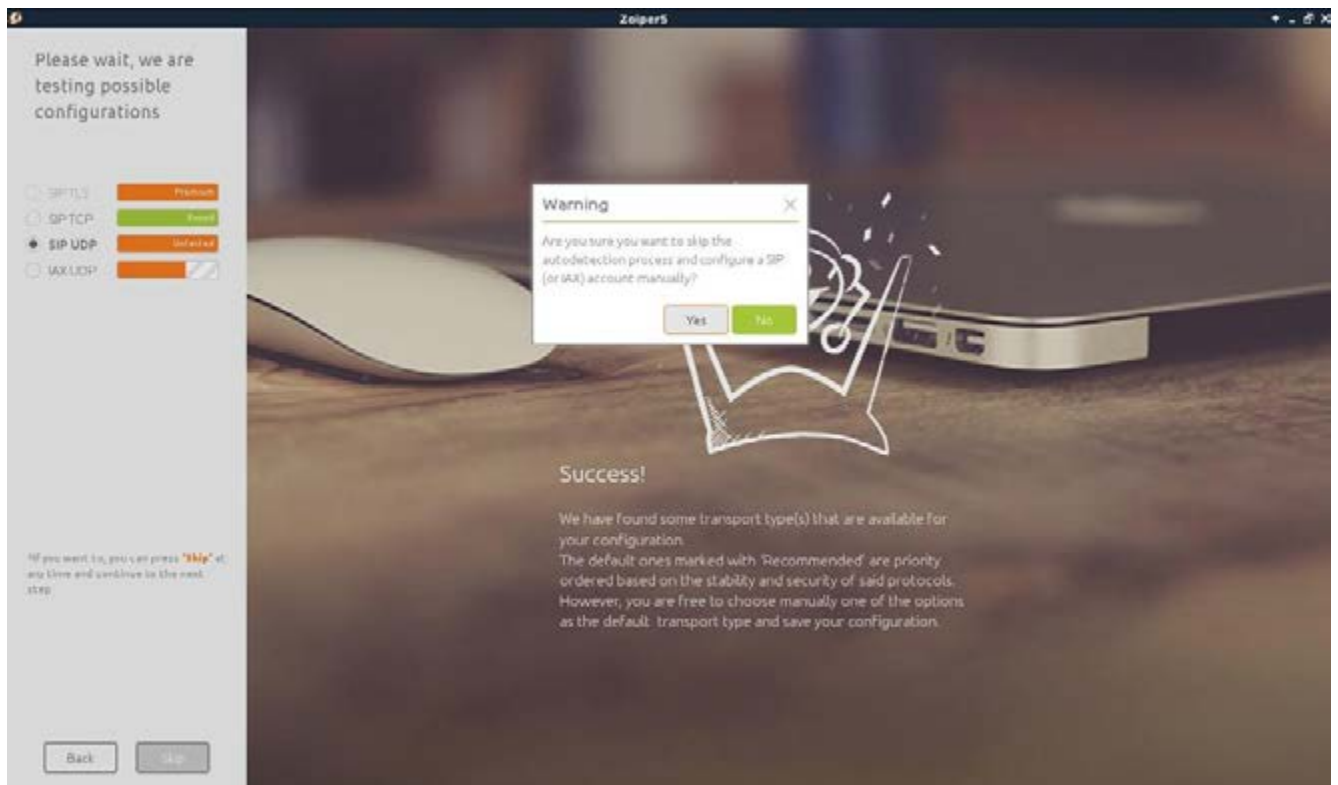 Zoiper5
Please wait, we are
testing possible
configurations
SIP TLS Premium
SIP TCP Found
SIP UDP
IAX UDP
Warning
Are you sure you want to skip the
autodetection process and configure a SIP
(or IAX) account manually?
Yes No
Success!
We have found some transport type(s) that are available for
your configuration.
The default ones marked with 'Recommended' are priority
ordered based on the stability and security of said protocols.
However, you are free to choose manually one of the options
as the default transport type and save your configuration.
*If you want to, you can press "Skip" at
any time and continue to the next
step
Back Skip